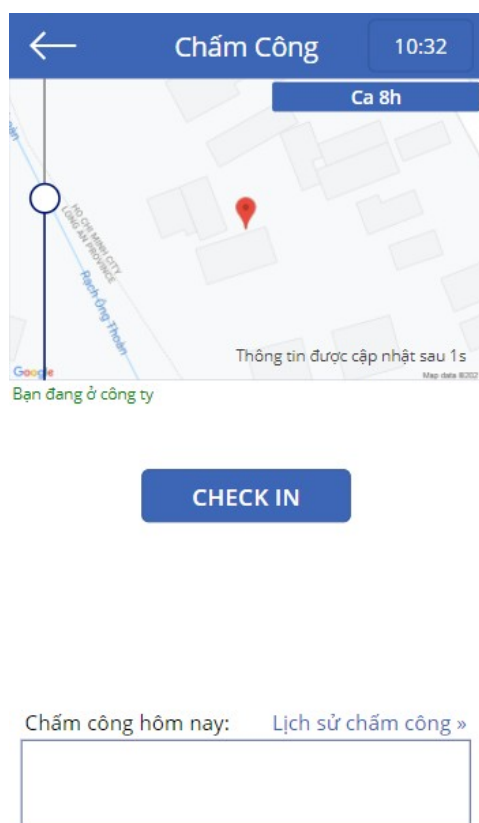 Chấm Công
10:32
Ca 8h
HO CHI MINH CITY
LONG AN PROVINCE
Rạch Ông Thoàn
Thông tin được cập nhật sau 1s
Google
Map data ©202
Bạn đang ở công ty
CHECK IN
Chấm công hôm nay:
Lịch sử chấm công »